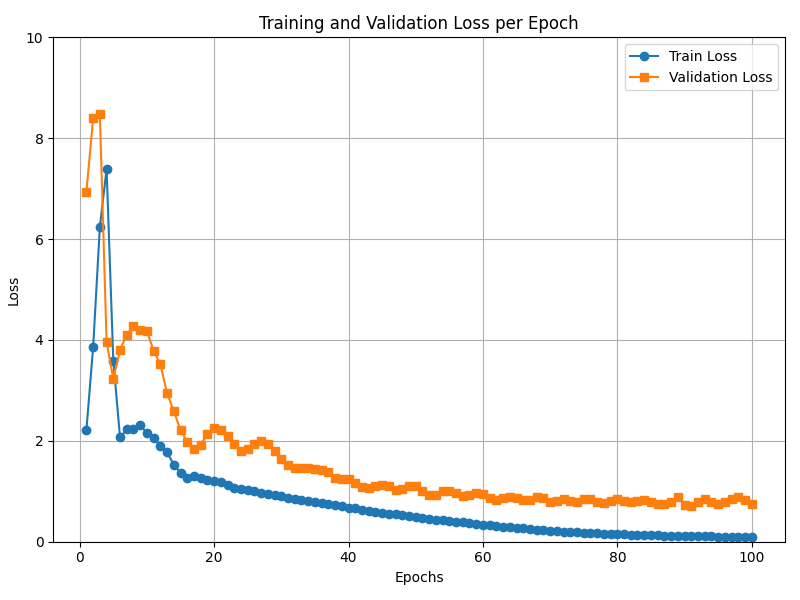 Training and Validation Loss per Epoch
Train Loss
Validation Loss
10
8
6
4
2
0
Loss
0 20 40 60 80 100
Epochs